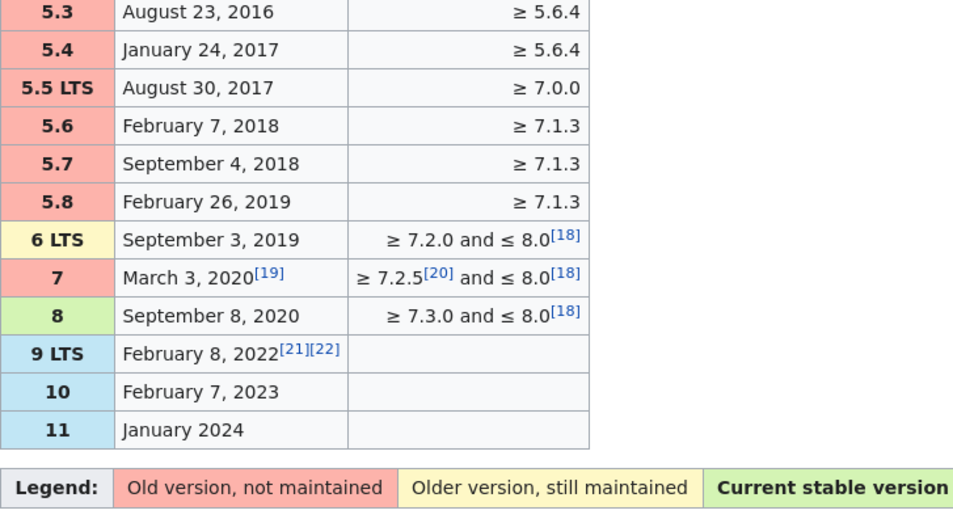 5.3 August 23, 2016 ≥ 5.6.4
5.4 January 24, 2017 ≥ 5.6.4
5.5 LTS August 30, 2017 ≥ 7.0.0
5.6 February 7, 2018 ≥ 7.1.3
5.7 September 4, 2018 ≥ 7.1.3
5.8 February 26, 2019 ≥ 7.1.3
6 LTS September 3, 2019 ≥ 7.2.0 and ≤ 8.0[18]
7 March 3, 2020[19] ≥ 7.2.5[20] and ≤ 8.0[18]
8 September 8, 2020 ≥ 7.3.0 and ≤ 8.0[18]
9 LTS February 8, 2022[21][22]
10 February 7, 2023
11 January 2024
Legend: Old version, not maintained Older version, still maintained Current stable version